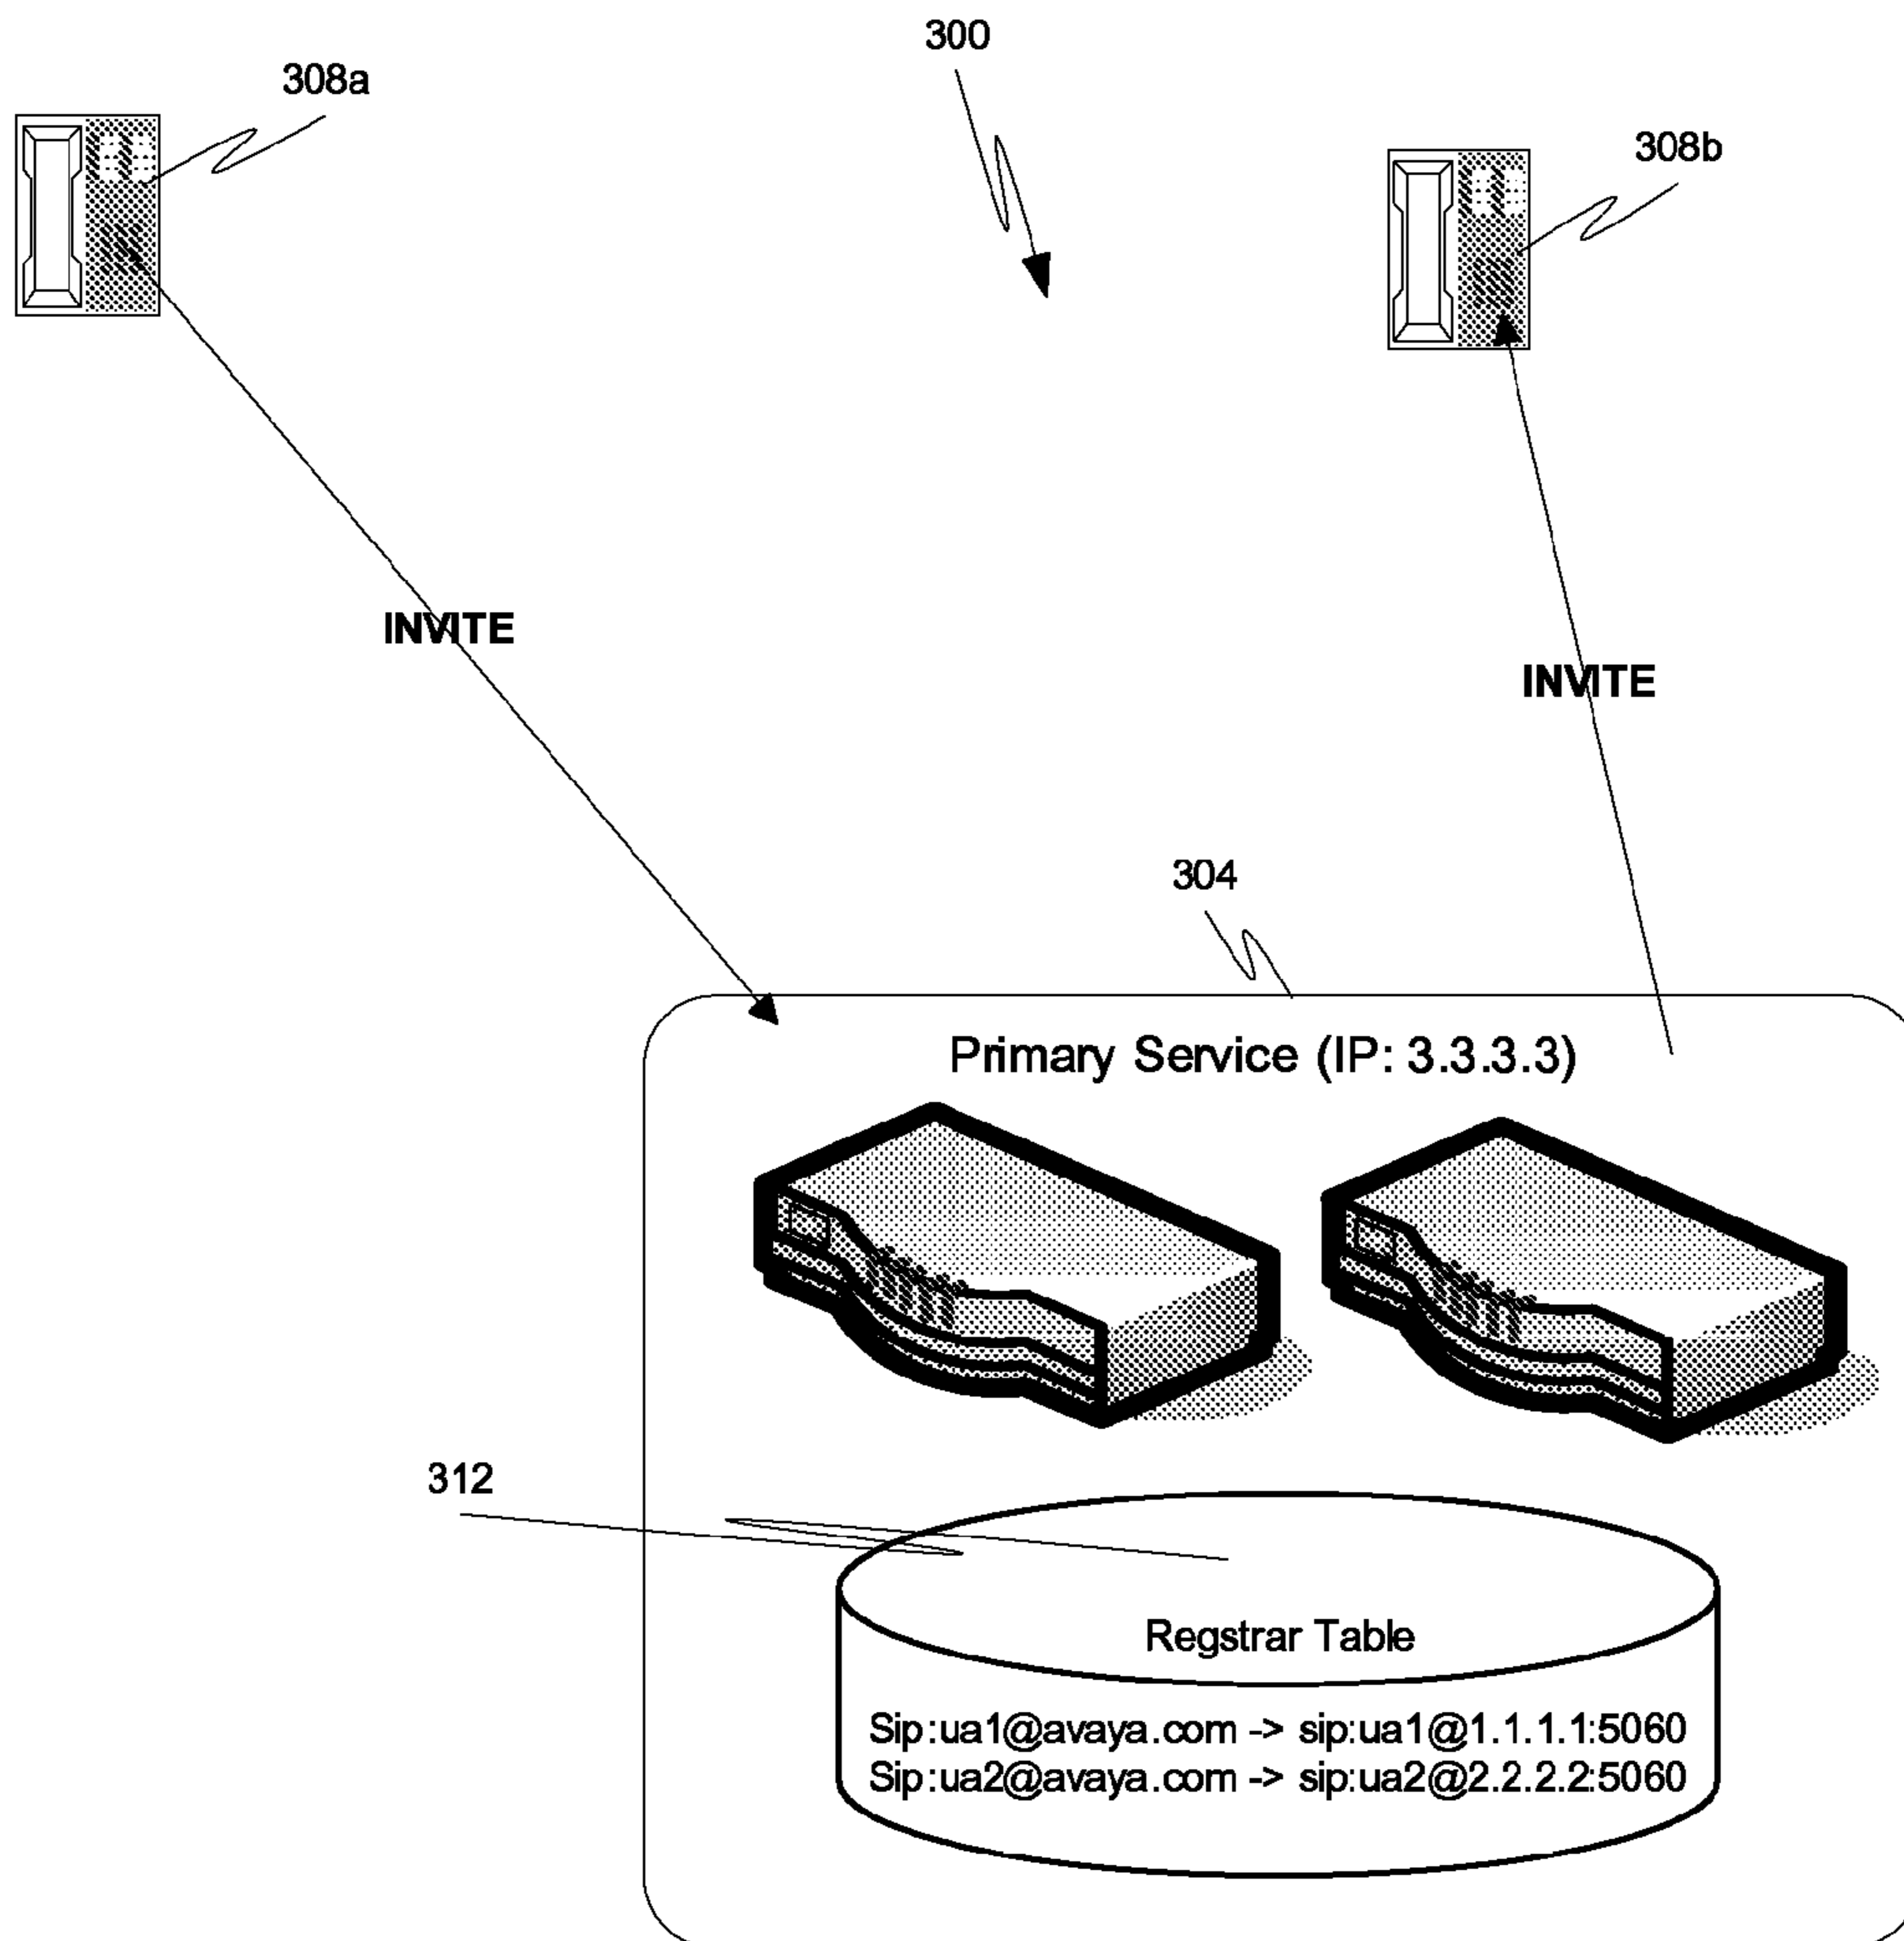 300
308a
308b
INVITE
INVITE
304
Primary Service (IP: 3.3.3.3)
312
Regstrar Table
Sip:ua1@avaya.com -> sip:ua1@1.1.1.1:5060
Sip:ua2@avaya.com -> sip:ua2@2.2.2.2:5060